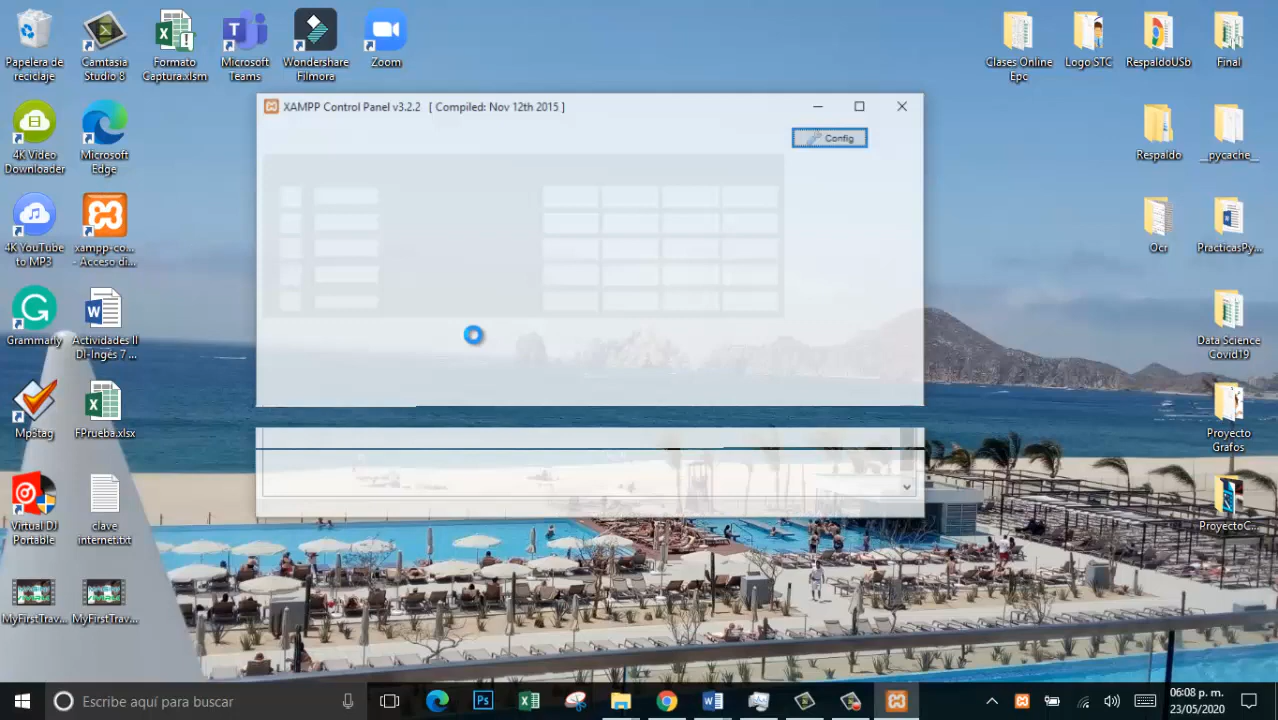 Papelera de
reciclaje
Camtasia
Studio 8
Formato
Captura.xlsm
Microsoft
Teams
Wondershare
Filmora
Zoom
Clases Online
Epc
Logo STC
RespaldoUSb
Final
XAMPP Control Panel v3.2.2 [ Compiled: Nov 12th 2015 ]
Config
4K Video
Downloader
Microsoft
Edge
Respaldo
__pycache__
4K YouTube
to MP3
xampp-co...
- Acceso di...
Ocr
PracticasPy...
Grammarly
Actividades II
DI-Inges 7 ...
Data Science
Covid19
Mp3tag
FPrueba.xlsx
Proyecto
Grafos
Virtual DJ
Portable
clave
internet.txt
ProyectoC...
MyFirstTrav...
MyFirstTrav...
Escribe aquí para buscar
06:08 p. m.
23/05/2020